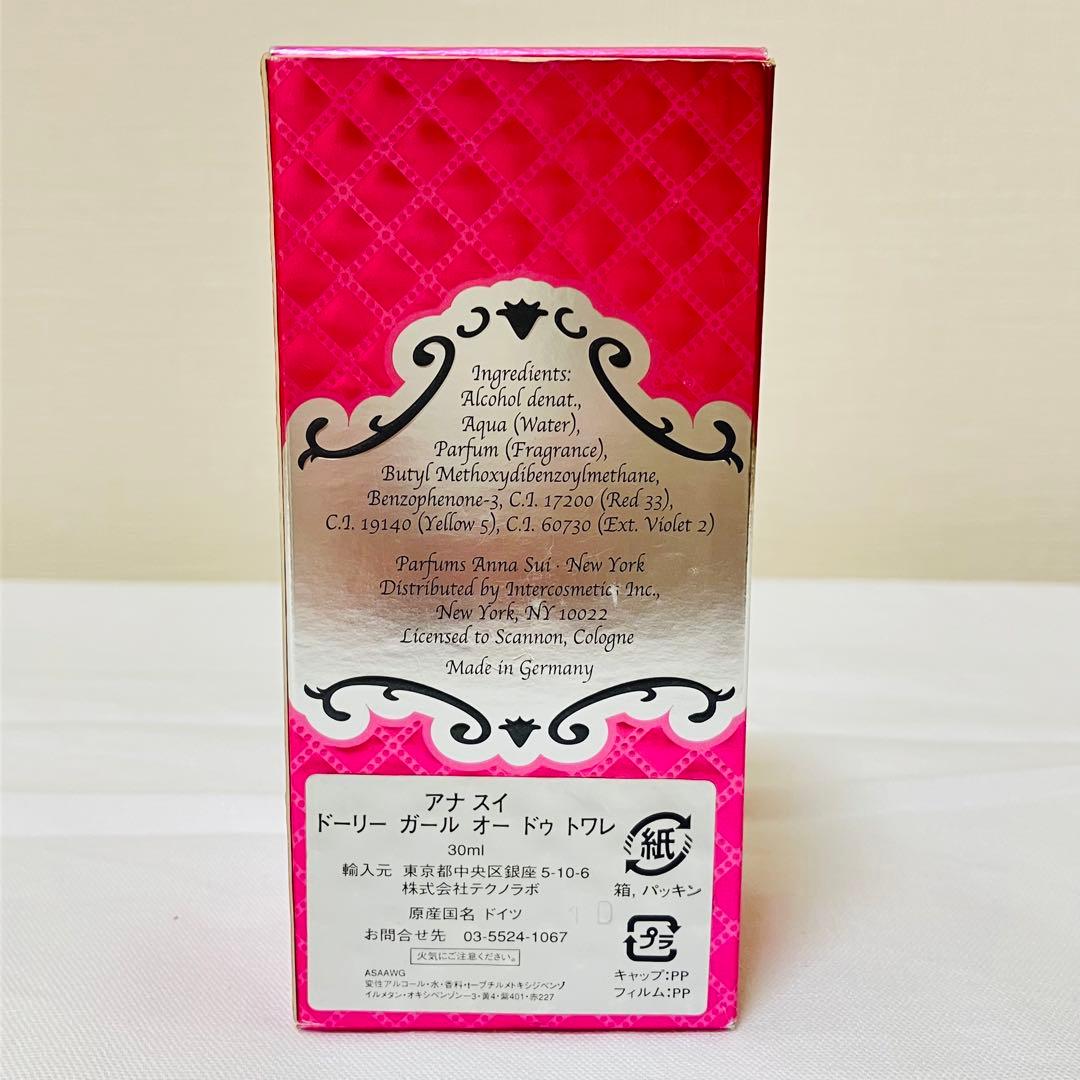 Ingredients:
Alcohol denat.,
Aqua (Water),
Parfum (Fragrance),
Butyl Methoxydibenzoylmethane,
Benzophenone-3, C.I. 17200 (Red 33),
C.I. 19140 (Yellow 5), C.I. 60730 (Ext. Violet 2)
Parfums Anna Sui · New York
Distributed by Intercosmetics Inc.,
New York, NY 10022
Licensed to Scannon, Cologne
Made in Germany
アナ スイ
ドーリー ガール オー ドゥ トワレ
30ml
輸入元 東京都中央区銀座5-10-6
株式会社テクノラボ
原産国名 ドイツ
お問合せ先 03-5524-1067
火気にご注意ください。
ASAAWG
変性アルコール・水・香料・t-ブチルメトキシジベンゾ
イルメタン・オキシベンゾン-3・黄4・紫401・赤227
紙
箱, パッキン
プラ
キャップ:PP
フィルム:PP